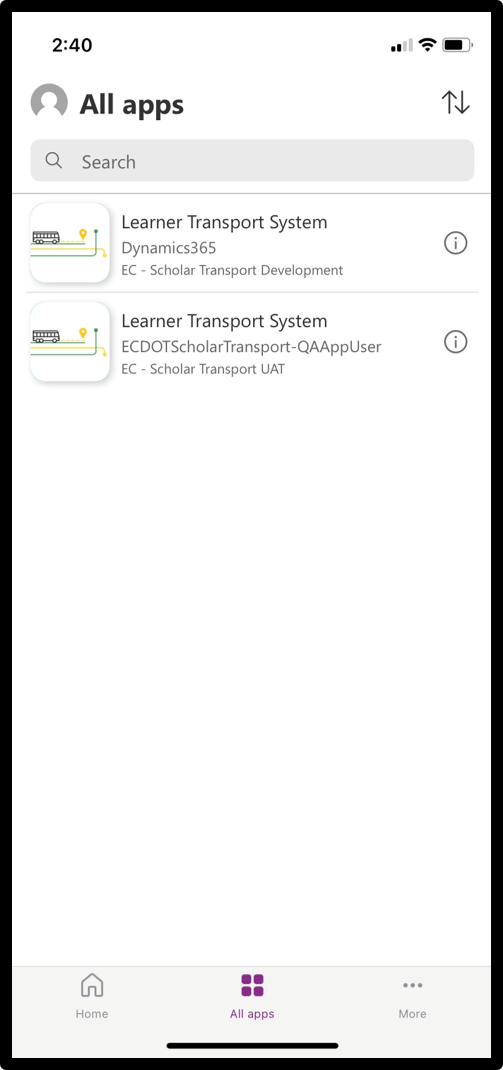 2:40
All apps
Search
Learner Transport System
Dynamics365
EC - Scholar Transport Development
Learner Transport System
ECDOTScholarTransport-QAAppUser
EC - Scholar Transport UAT
Home
All apps
More